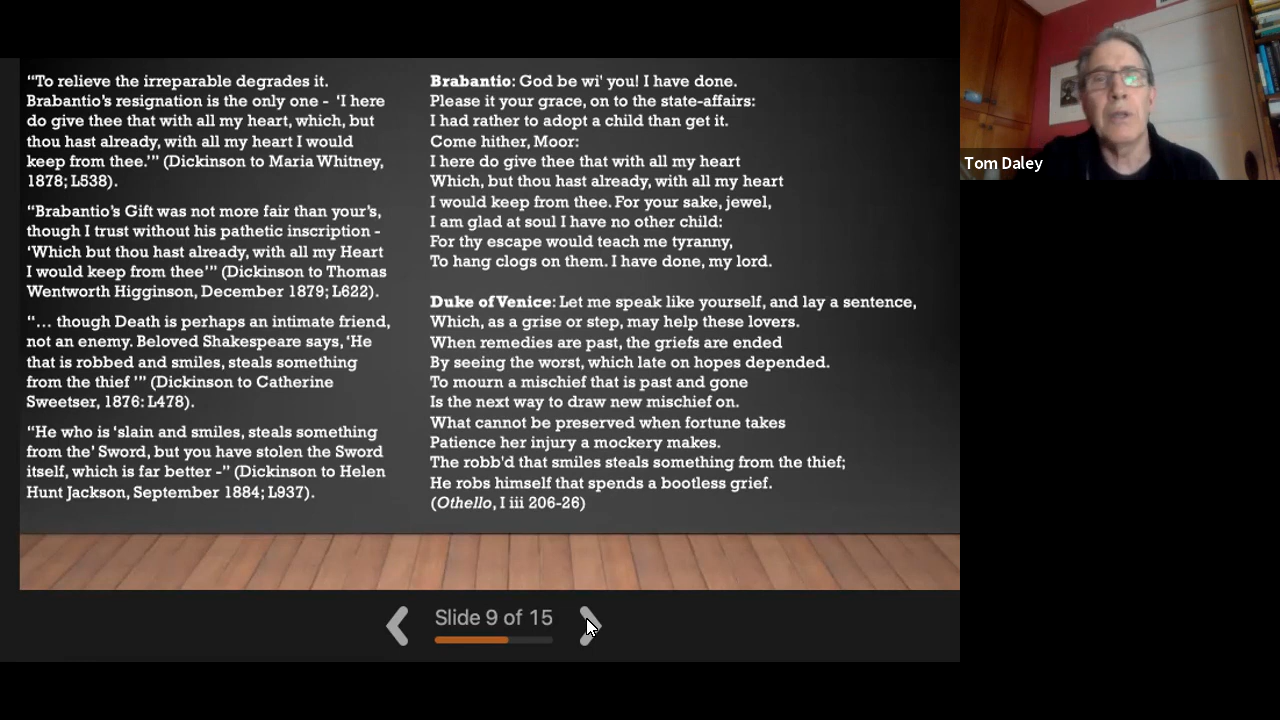 “To relieve the irreparable degrades it.
Brabantio’s resignation is the only one - ‘I here
do give thee that with all my heart, which, but
thou hast already, with all my heart I would
keep from thee.’” (Dickinson to Maria Whitney,
1878; L538).
“Brabantio’s Gift was not more fair than your’s,
though I trust without his pathetic inscription -
‘Which but thou hast already, with all my Heart
I would keep from thee’” (Dickinson to Thomas
Wentworth Higginson, December 1879; L622).
“… though Death is perhaps an intimate friend,
not an enemy. Beloved Shakespeare says, ‘He
that is robbed and smiles, steals something
from the thief ’” (Dickinson to Catherine
Sweetser, 1876: L478).
“He who is ‘slain and smiles, steals something
from the’ Sword, but you have stolen the Sword
itself, which is far better -” (Dickinson to Helen
Hunt Jackson, September 1884; L937).
Brabantio: God be wi' you! I have done.
Please it your grace, on to the state-affairs:
I had rather to adopt a child than get it.
Come hither, Moor:
I here do give thee that with all my heart
Which, but thou hast already, with all my heart
I would keep from thee. For your sake, jewel,
I am glad at soul I have no other child:
For thy escape would teach me tyranny,
To hang clogs on them. I have done, my lord.
Duke of Venice: Let me speak like yourself, and lay a sentence,
Which, as a grise or step, may help these lovers.
When remedies are past, the griefs are ended
By seeing the worst, which late on hopes depended.
To mourn a mischief that is past and gone
Is the next way to draw new mischief on.
What cannot be preserved when fortune takes
Patience her injury a mockery makes.
The robb'd that smiles steals something from the thief;
He robs himself that spends a bootless grief.
(Othello, I iii 206-26)
Slide 9 of 15
Tom Daley